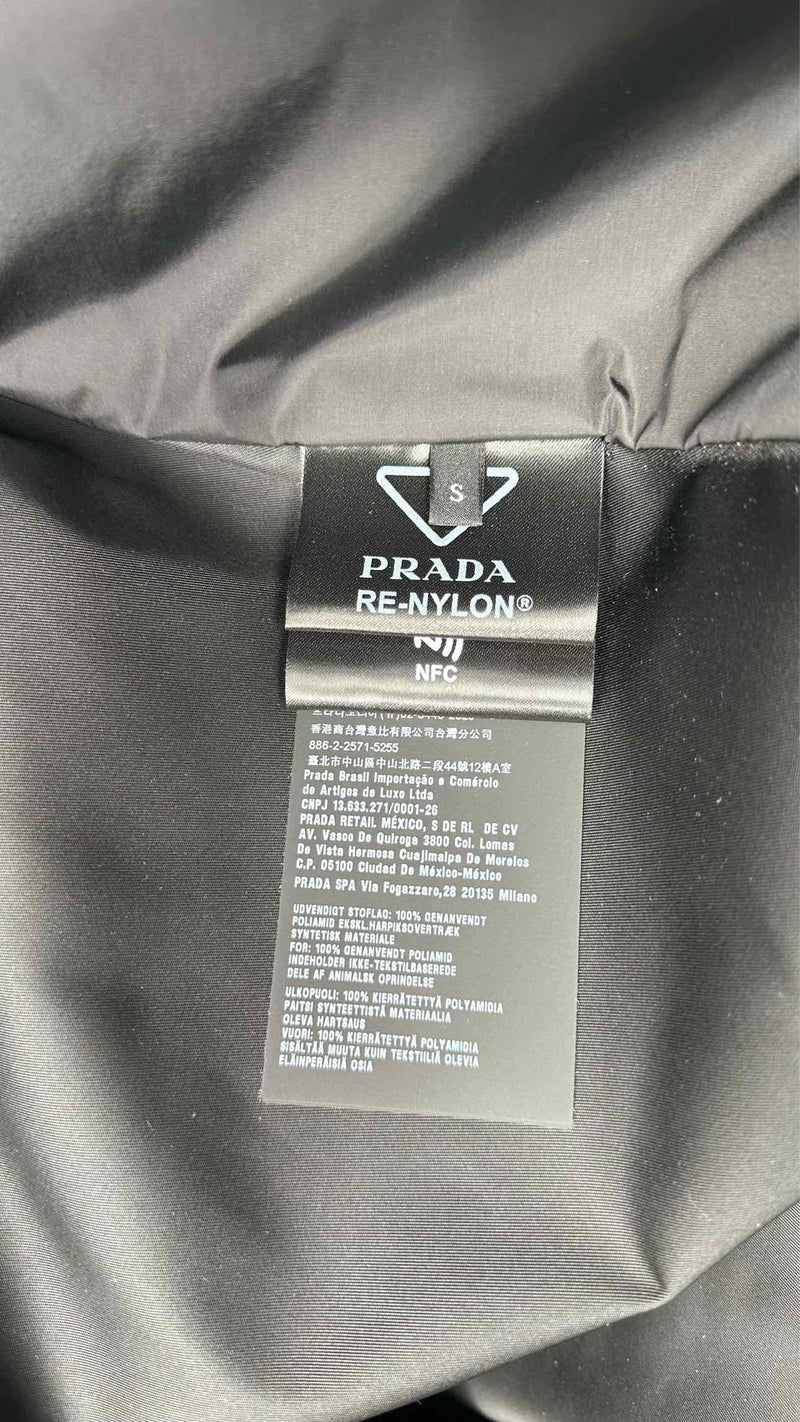 S
PRADA
RE-NYLON®
NFC
香港商台灣意比有限公司台灣分公司
886-2-2571-5255
臺北市中山區中山北路二段44號12樓A室
Prada Brasil Importação e Comércio
de Artigos de Luxo Ltda
CNPJ 13.633.271/0001-26
PRADA RETAIL MÉXICO, S DE RL DE CV
AV. Vasco De Quiroga 3800 Col. Lomas
De Vista Hermosa Cuajimalpa De Morelos
C.P. 05100 Ciudad De México-México
PRADA SPA Via Fogazzaro,28 20135 Milano
UDVENDIGT STOFLAG: 100% GENANVENDT
POLIAMID EKSKL.HARPIKSOVERTRÆK
SYNTETISK MATERIALE
FOR: 100% GENANVENDT POLIAMID
INDEHOLDER IKKE-TEKSTILBASEREDE
DELE AF ANIMALSK OPRINDELSE
ULKOPUOLI: 100% KIERRÄTETTYÄ POLYAMIDIA
PAITSI SYNTEETTISTÄ MATERIAALIA
OLEVA HARTSAUS
VUORI: 100% KIERRÄTETTYÄ POLYAMIDIA
SISÄLTÄÄ MUUTA KUIN TEKSTIILIÄ OLEVIA
ELÄINPERÄISIÄ OSIA